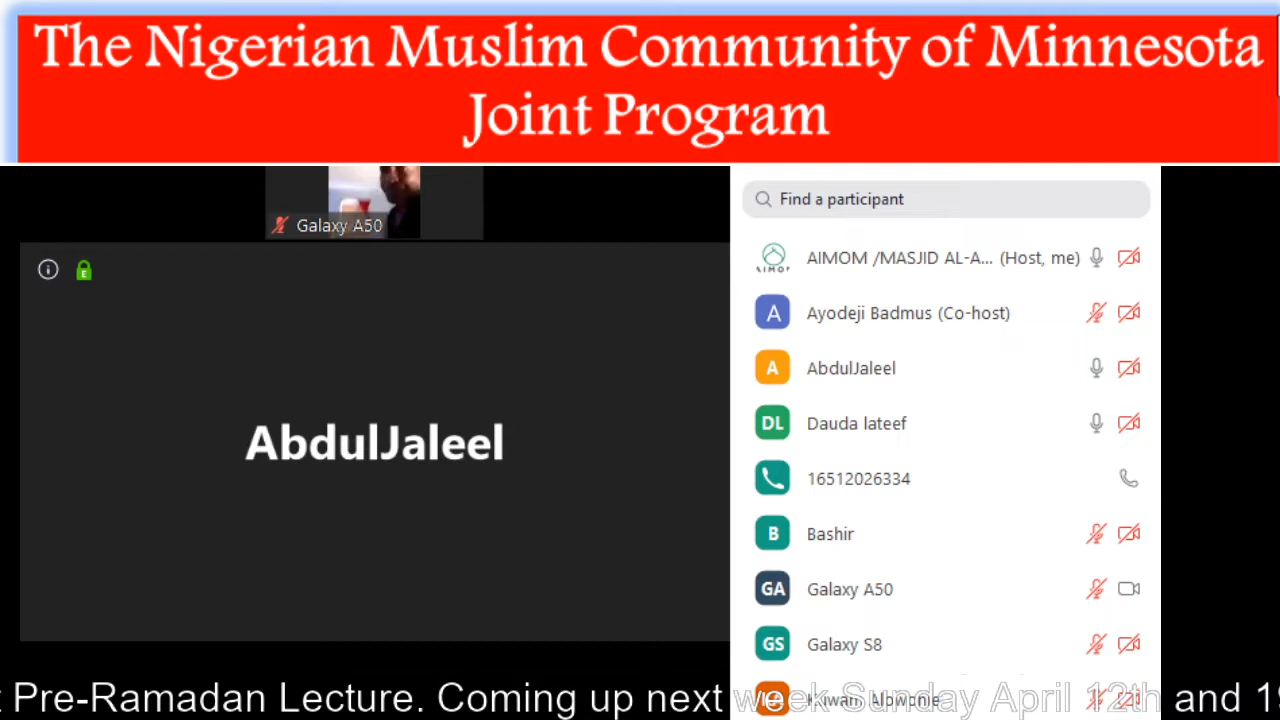 The Nigerian Muslim Community of Minnesota
Joint Program
Galaxy A50
E
AbdulJaleel
Find a participant
AIMOM /MASJID AL-A... (Host, me)
A
Ayodeji Badmus (Co-host)
A
AbdulJaleel
DL
Dauda lateef
16512026334
B
Bashir
GA
Galaxy A50
GS
Galaxy S8
Pre-Ramadan Lecture. Coming up next week Sunday April 12th and